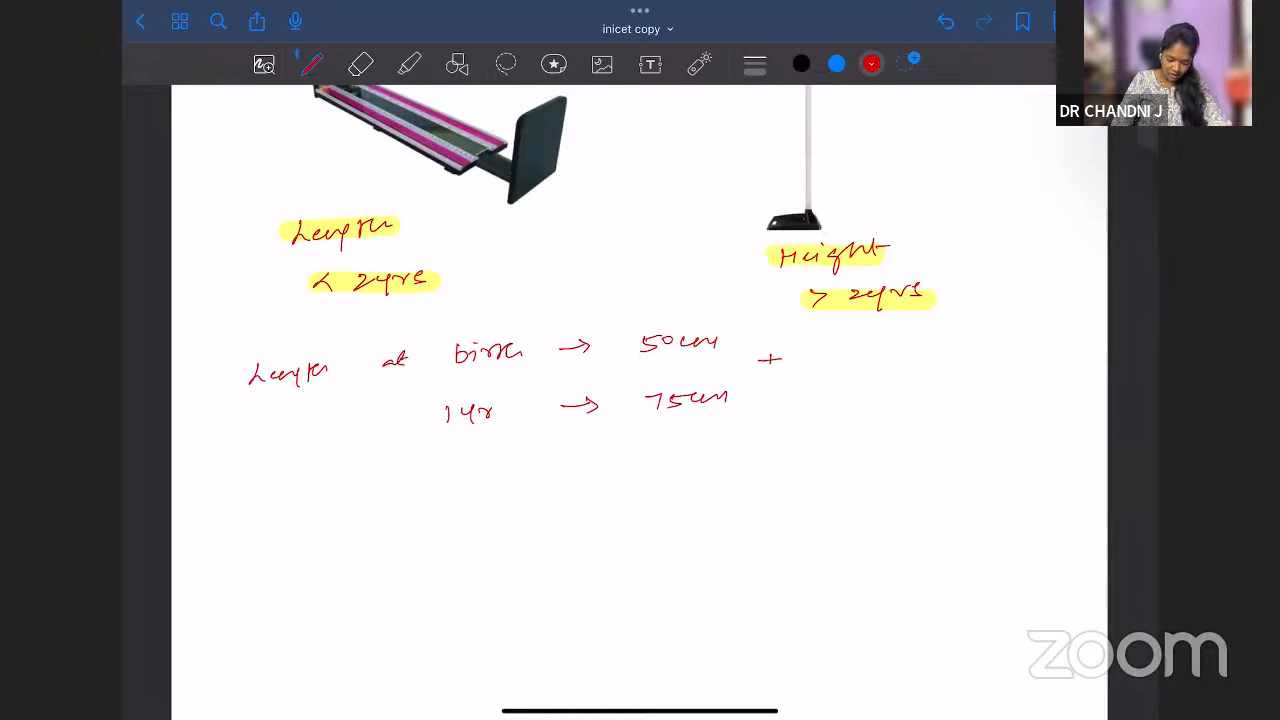 inicet copy
DR CHANDNI J
Length
< 2yrs
Height
> 2yrs
Length at birth → 50cm +
1yr → 75cm
zoom